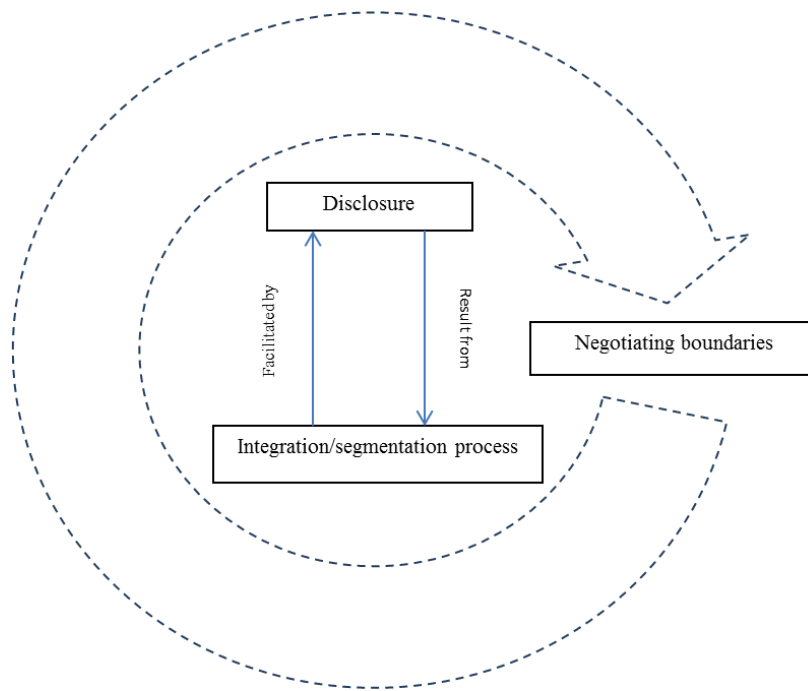 Disclosure
Facilitated by
Result from
Negotiating boundaries
Integration/segmentation process